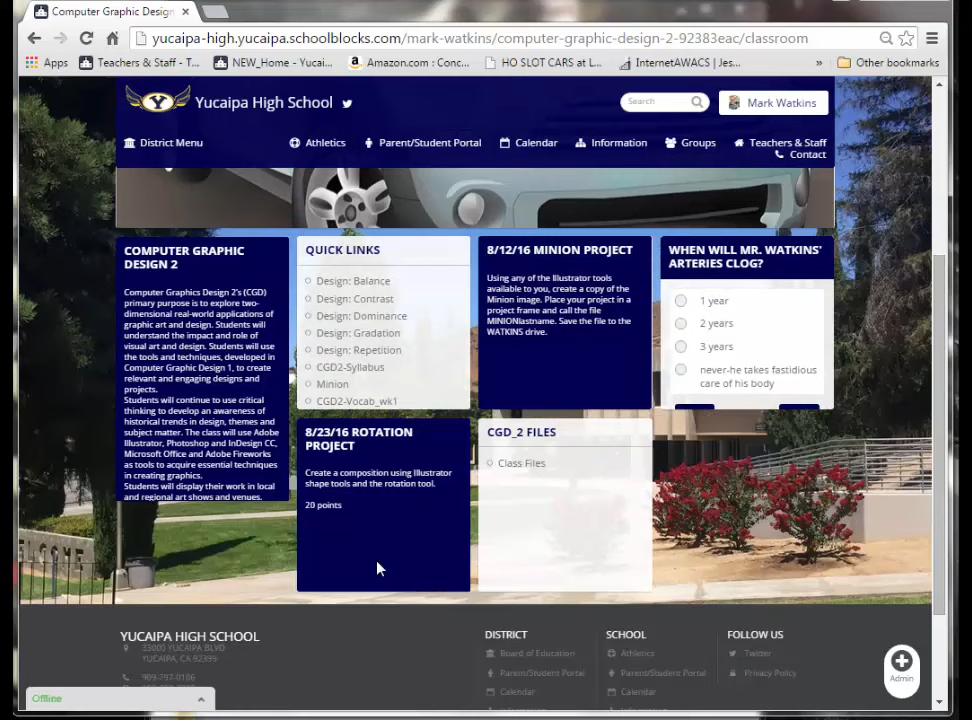 Computer Graphic Design
yucaipa-high.yucaipa.schoolblocks.com/mark-watkins/computer-graphic-design-2-92383eac/classroom
Apps
Teachers & Staff - T...
NEW_Home - Yucai...
Amazon.com : Conc...
HO SLOT CARS at L...
InternetAWACS | Jes...
»
Other bookmarks
Y
Yucaipa High School
Search
Mark Watkins
District Menu
Athletics
Parent/Student Portal
Calendar
Information
Groups
Teachers & Staff
Contact
COMPUTER GRAPHIC
DESIGN 2
Computer Graphics Design 2's (CGD)
primary purpose is to explore two-
dimensional real-world applications of
graphic art and design. Students will
understand the impact and role of
visual art and design. Students will use
the tools and techniques, developed in
Computer Graphic Design 1, to create
relevant and engaging designs and
projects.
Students will continue to use critical
thinking to develop an awareness of
historical trends in design, themes and
subject matter. The class will use Adobe
Illustrator, Photoshop and InDesign CC,
Microsoft Office and Adobe Fireworks
as tools to acquire essential techniques
in creating graphics.
Students will display their work in local
and regional art shows and venues.
QUICK LINKS
Design: Balance
Design: Contrast
Design: Dominance
Design: Gradation
Design: Repetition
CGD2-Syllabus
Minion
CGD2-Vocab_wk1
8/12/16 MINION PROJECT
Using any of the Illustrator tools
available to you, create a copy of the
Minion image. Place your project in a
project frame and call the file
MINIONlastname. Save the file to the
WATKINS drive.
WHEN WILL MR. WATKINS'
ARTERIES CLOG?
1 year
2 years
3 years
never-he takes fastidious
care of his body
8/23/16 ROTATION
PROJECT
Create a composition using Illustrator
shape tools and the rotation tool.
20 points
CGD_2 FILES
Class Files
YUCAIPA HIGH SCHOOL
33000 YUCAIPA BLVD
YUCAIPA, CA 92399
909-797-0106
DISTRICT
Board of Education
Parent/Student Portal
Calendar
SCHOOL
Athletics
Parent/Student Portal
Calendar
FOLLOW US
Twitter
Privacy Policy
Admin
Offline